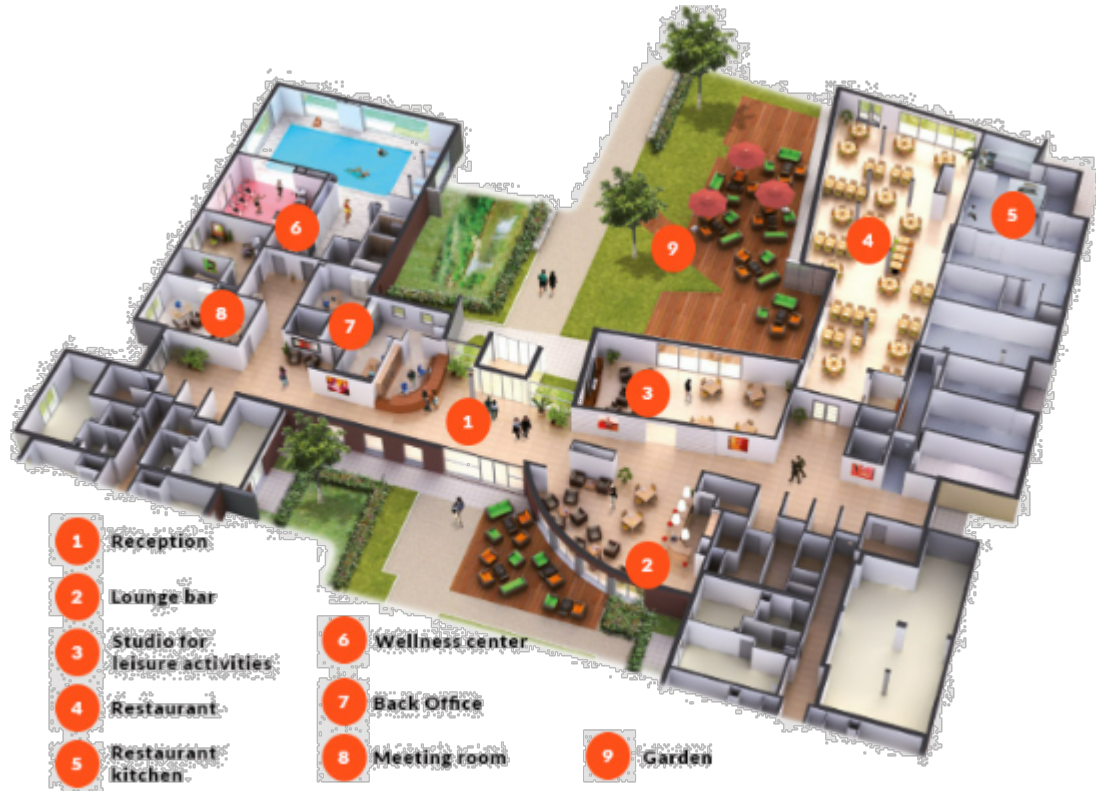 6
5
4
9
8
7
3
1
2
1 Reception
2 Lounge bar
3 Studio for
leisure activities
4 Restaurant
5 Restaurant
kitchen
6 Wellness center
7 Back Office
8 Meeting room
9 Garden